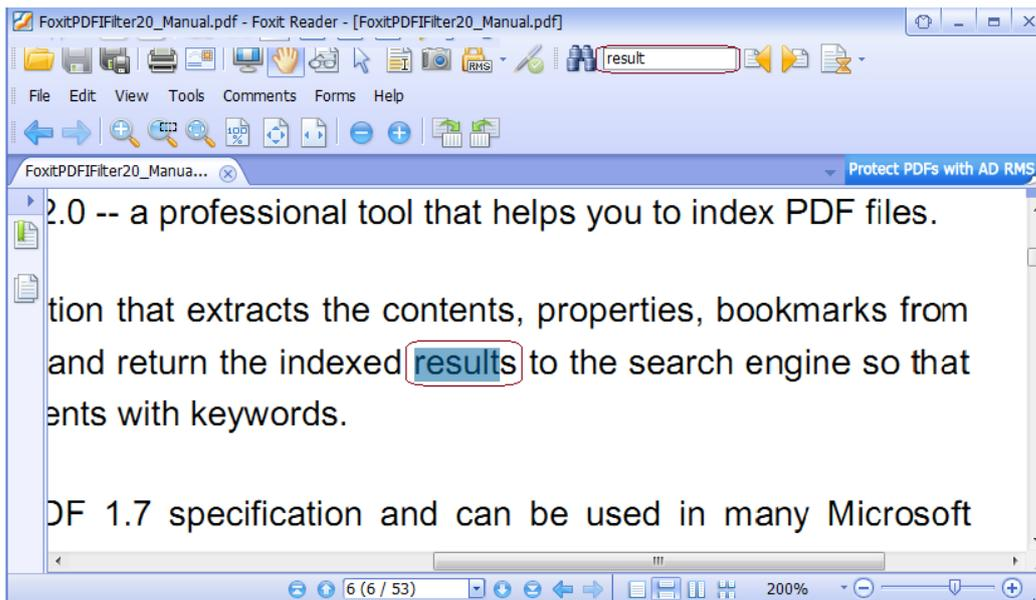 FoxitPDFIFilter20_Manual.pdf - Foxit Reader - [FoxitPDFIFilter20_Manual.pdf]
RMS
result
File Edit View Tools Comments Forms Help
100%
FoxitPDFIFilter20_Manua...
Protect PDFs with AD RMS
2.0 -- a professional tool that helps you to index PDF files.
tion that extracts the contents, properties, bookmarks from
and return the indexed results to the search engine so that
ents with keywords.
DF 1.7 specification and can be used in many Microsoft
6 (6 / 53)
200%